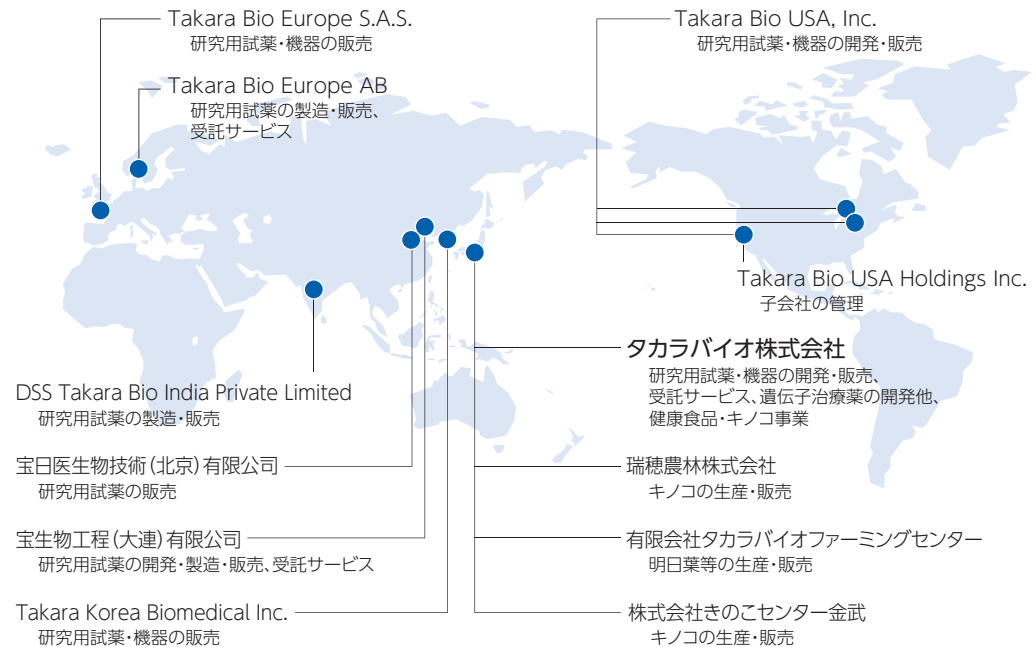 Takara Bio Europe S.A.S.
研究用試薬・機器の販売
Takara Bio Europe AB
研究用試薬の製造・販売、
受託サービス
Takara Bio USA, Inc.
研究用試薬・機器の開発・販売
Takara Bio USA Holdings Inc.
子会社の管理
DSS Takara Bio India Private Limited
研究用試薬の製造・販売
宝日医生物技術(北京)有限公司
研究用試薬の販売
宝生物工程(大連)有限公司
研究用試薬の開発・製造・販売、受託サービス
Takara Korea Biomedical Inc.
研究用試薬・機器の販売
タカラバイオ株式会社
研究用試薬・機器の開発・販売、
受託サービス、遺伝子治療薬の開発他、
健康食品・キノコ事業
瑞穂農林株式会社
キノコの生産・販売
有限会社タカラバイオファーミングセンター
明日葉等の生産・販売
株式会社きのこセンター金武
キノコの生産・販売